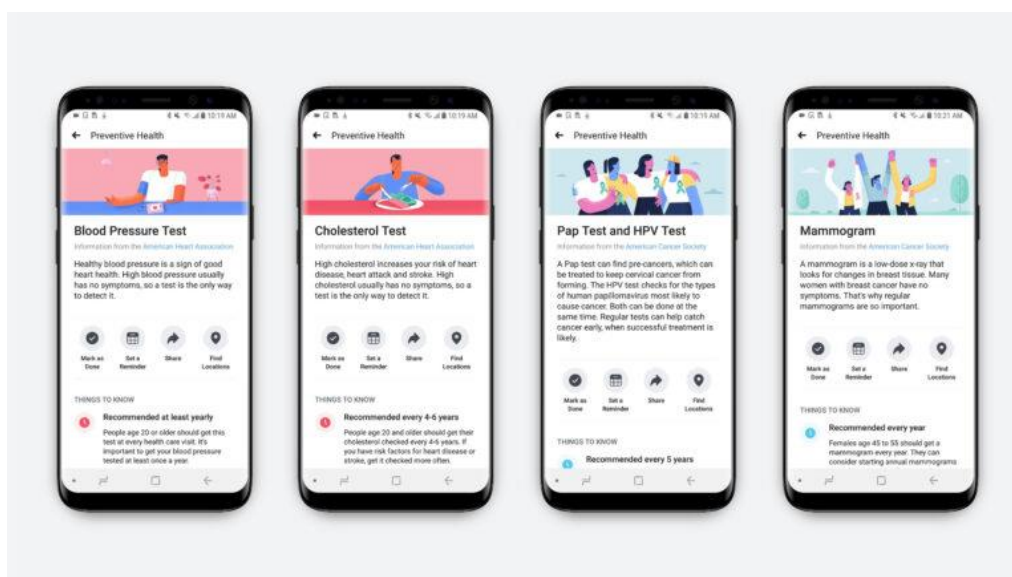 10:19 AM
Preventive Health
Blood Pressure Test
Information from the American Heart Association
Healthy blood pressure is a sign of good
heart health. High blood pressure usually
has no symptoms, so a test is the only way
to detect it.
Mark as
Done
Set a
Reminder
Share
Find
Locations
THINGS TO KNOW
Recommended at least yearly
People age 20 or older should get this
test at every health care visit. It's
important to get your blood pressure
tested at least once a year.
10:19 AM
Preventive Health
Cholesterol Test
Information from the American Heart Association
High cholesterol increases your risk of heart
disease, heart attack and stroke. High
cholesterol usually has no symptoms, so a
test is the only way to detect it.
Mark as
Done
Set a
Reminder
Share
Find
Locations
THINGS TO KNOW
Recommended every 4-6 years
People age 20 and older should get their
cholesterol checked every 4-6 years. If
you have risk factors for heart disease or
stroke, get it checked more often.
10:19 AM
Preventive Health
Pap Test and HPV Test
Information from the American Cancer Society
A Pap test can find pre-cancers, which can
be treated to keep cervical cancer from
forming. The HPV test checks for the types
of human papillomavirus most likely to
cause cancer. Both can be done at the
same time. Regular tests can help catch
cancer early, when successful treatment is
likely.
Mark as
Done
Set a
Reminder
Share
Find
Locations
THINGS TO KNOW
Recommended every 5 years
10:21 AM
Preventive Health
Mammogram
Information from the American Cancer Society
A mammogram is a low-dose x-ray that
looks for changes in breast tissue. Many
women with breast cancer have no
symptoms. That's why regular
mammograms are so important.
Mark as
Done
Set a
Reminder
Share
Find
Locations
THINGS TO KNOW
Recommended every year
Females age 45 to 55 should get a
mammogram every year. They can
consider starting annual mammograms